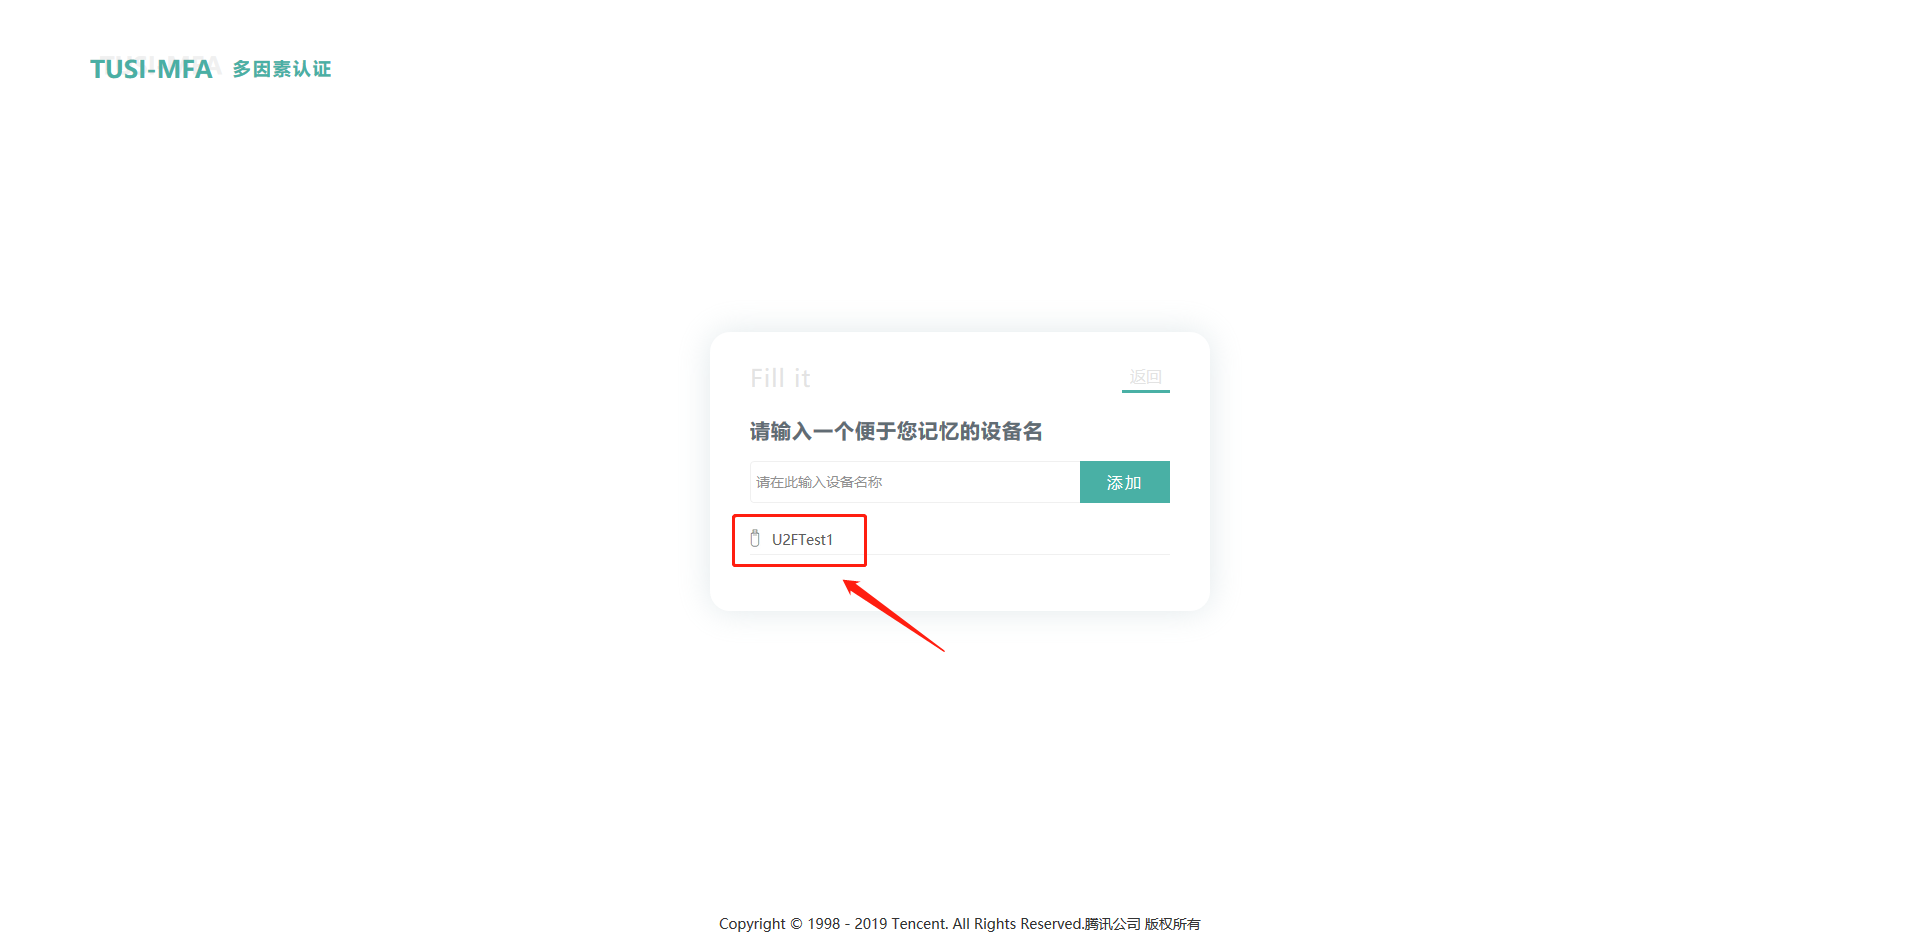 TUSI-MFA 多因素认证
Fill it 返回
请输入一个便于您记忆的设备名
请在此输入设备名称 添加
U2FTest1
Copyright © 1998 - 2019 Tencent. All Rights Reserved.腾讯公司 版权所有